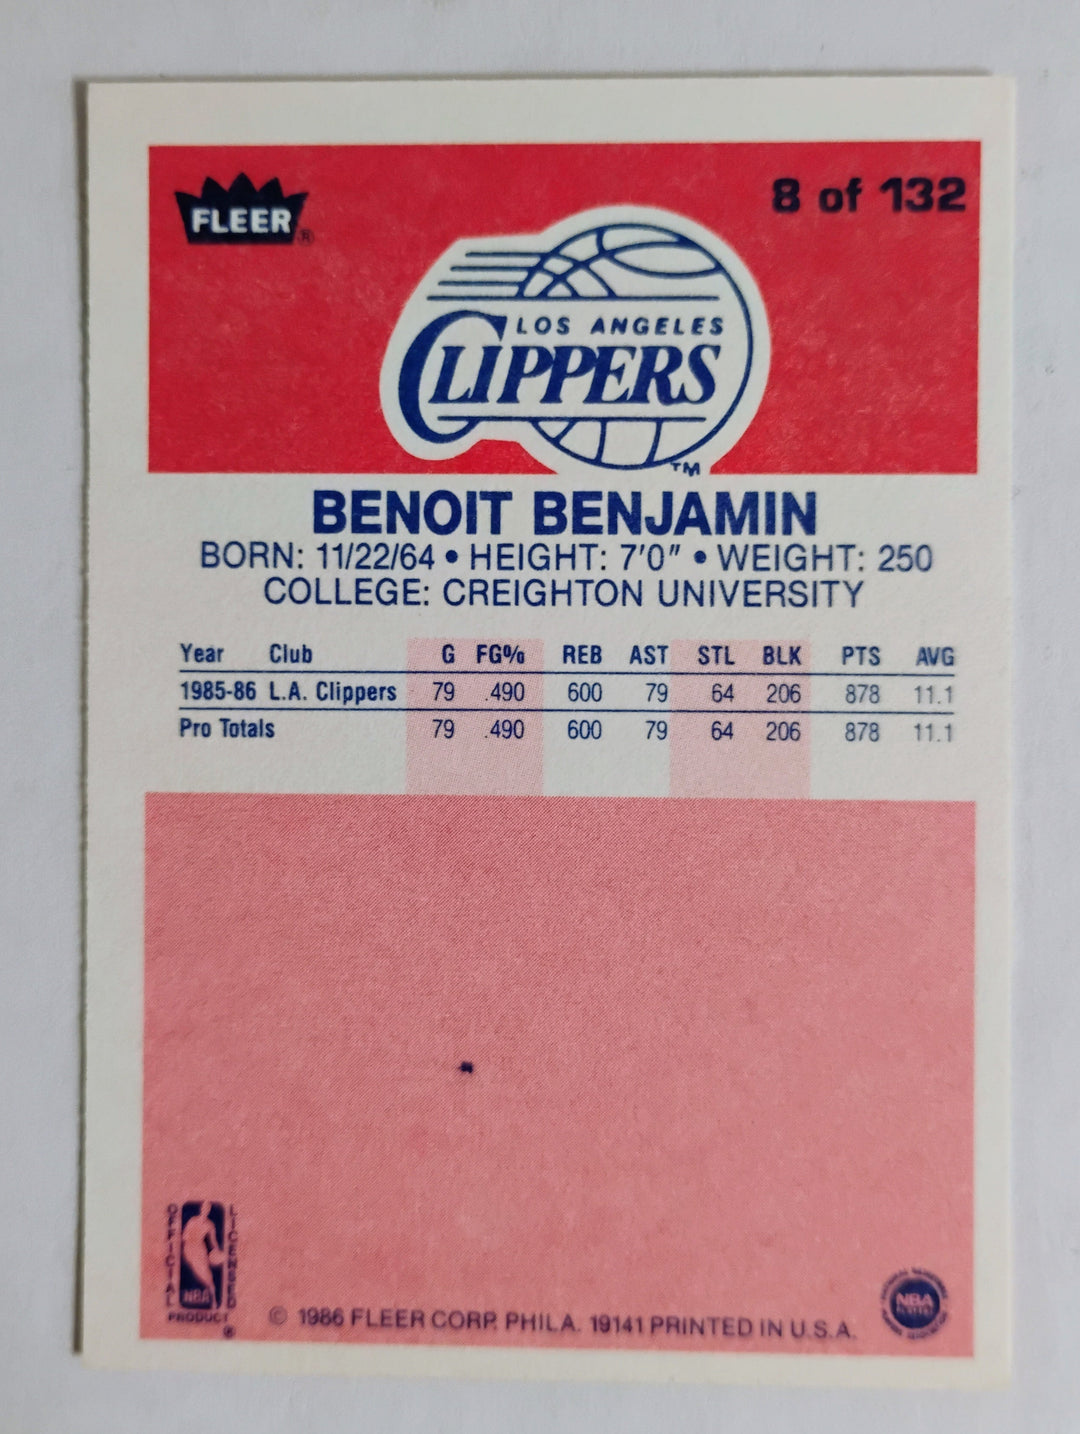 FLEER®
8 of 132
LOS ANGELES
CLIPPERS
TM
BENOIT BENJAMIN
BORN: 11/22/64 • HEIGHT: 7'0" • WEIGHT: 250
COLLEGE: CREIGHTON UNIVERSITY
Year Club G FG% REB AST STL BLK PTS AVG
1985-86 L.A. Clippers 79 .490 600 79 64 206 878 11.1
Pro Totals 79 .490 600 79 64 206 878 11.1
OFFICIAL LICENSED
NBA
PRODUCT
®
© 1986 FLEER CORP. PHILA. 19141 PRINTED IN U.S.A.
NBA